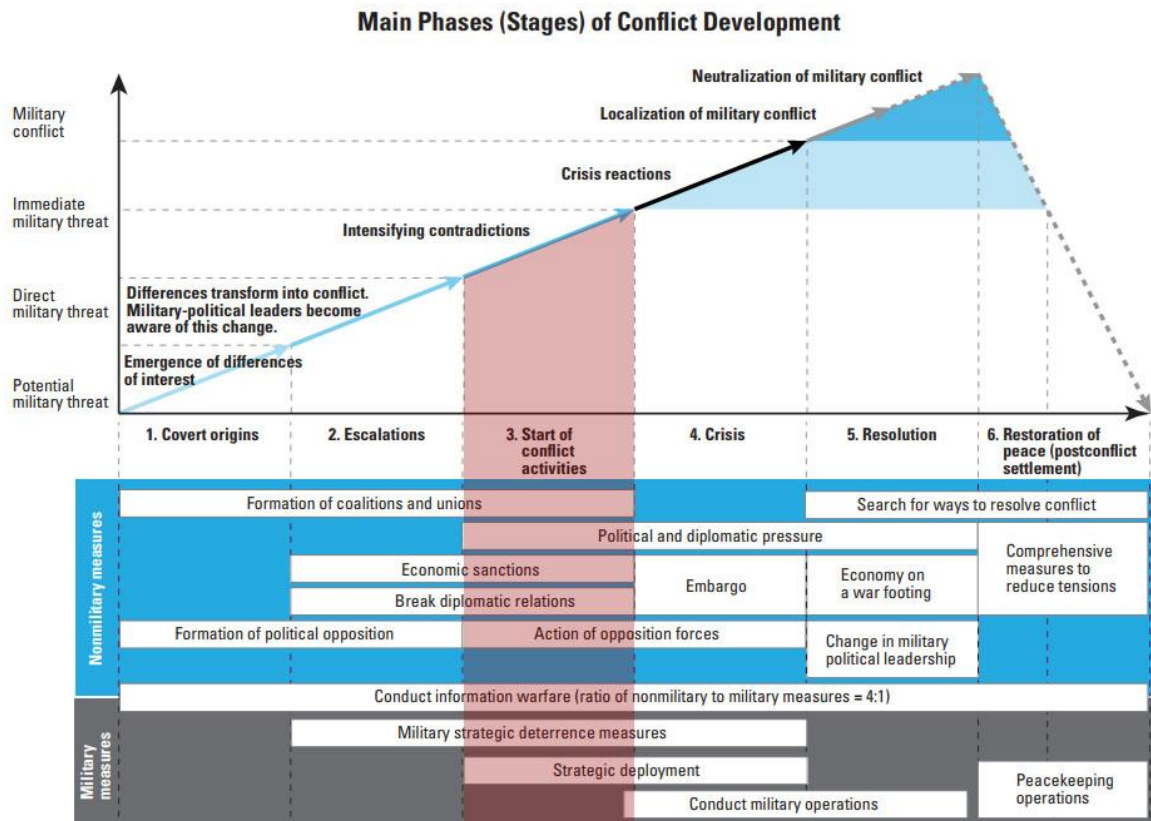 Main Phases (Stages) of Conflict Development
Neutralization of military conflict
Military
conflict
Localization of military conflict
Crisis reactions
Immediate
military threat
Intensifying contradictions
Direct
military threat
Differences transform into conflict.
Military-political leaders become
aware of this change.
Emergence of differences
of interest
Potential
military threat
1. Covert origins
2. Escalations
3. Start of
conflict
activities
4. Crisis
5. Resolution
6. Restoration of
peace (postconflict
settlement)
Nonmilitary measures
Formation of coalitions and unions
Search for ways to resolve conflict
Political and diplomatic pressure
Economic sanctions
Break diplomatic relations
Embargo
Economy on
a war footing
Comprehensive
measures to
reduce tensions
Formation of political opposition
Action of opposition forces
Change in military
political leadership
Conduct information warfare (ratio of nonmilitary to military measures = 4:1)
Military
measures
Military strategic deterrence measures
Strategic deployment
Conduct military operations
Peacekeeping
operations